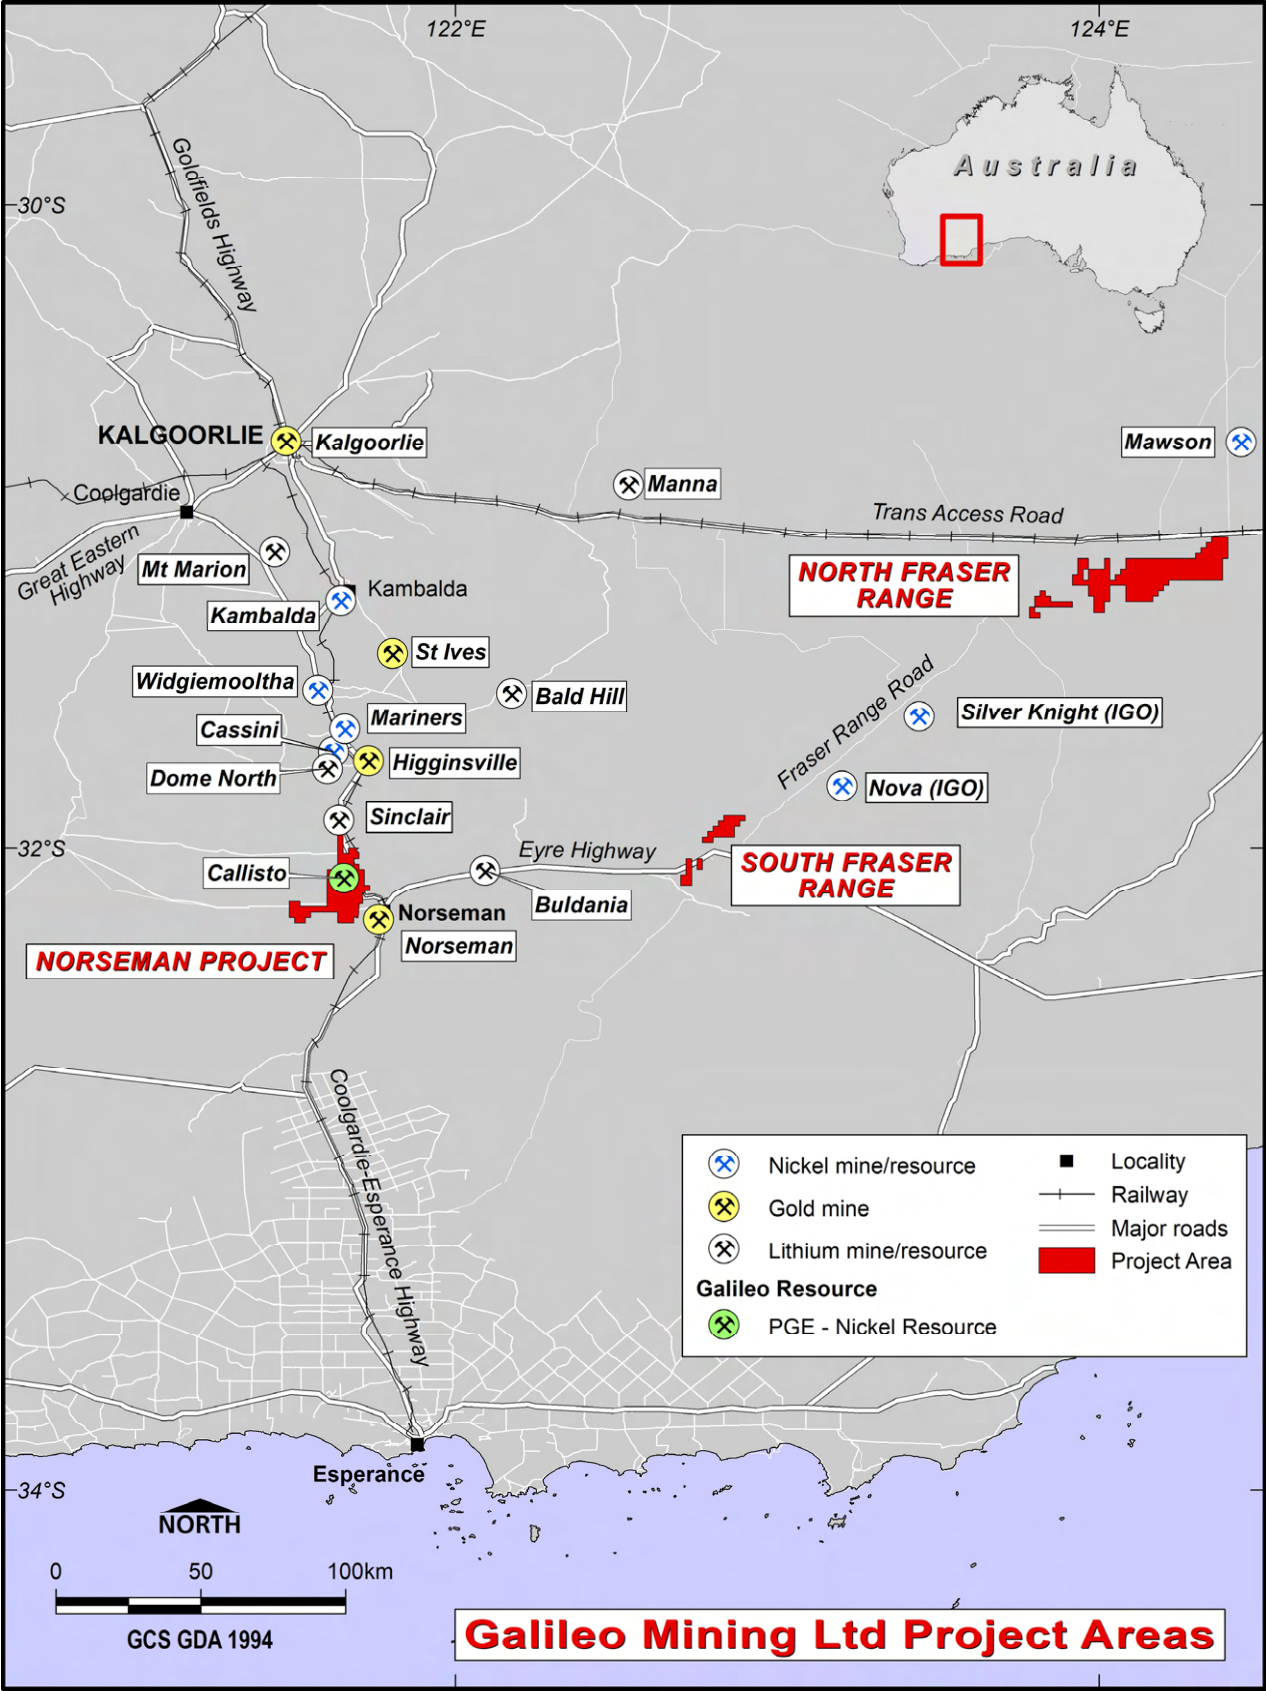 122°E
124°E
Australia
30°S
Goldfields Highway
KALGOORLIE
Kalgoorlie
Mawson
Manna
Coolgardie
Trans Access Road
Great Eastern
Highway
Mt Marion
NORTH FRASER
RANGE
Kambalda
Kambalda
St Ives
Widgiemooltha
Bald Hill
Fraser Range Road
Silver Knight (IGO)
Mariners
Cassini
Higginsville
Dome North
Nova (IGO)
Sinclair
32°S
Eyre Highway
SOUTH FRASER
RANGE
Callisto
Buldania
Norseman
Norseman
NORSEMAN PROJECT
Coolgardie-Esperance Highway
Nickel mine/resource
Gold mine
Lithium mine/resource
Galileo Resource
PGE - Nickel Resource
Locality
Railway
Major roads
Project Area
Esperance
34°S
NORTH
0 50 100km
GCS GDA 1994
Galileo Mining Ltd Project Areas